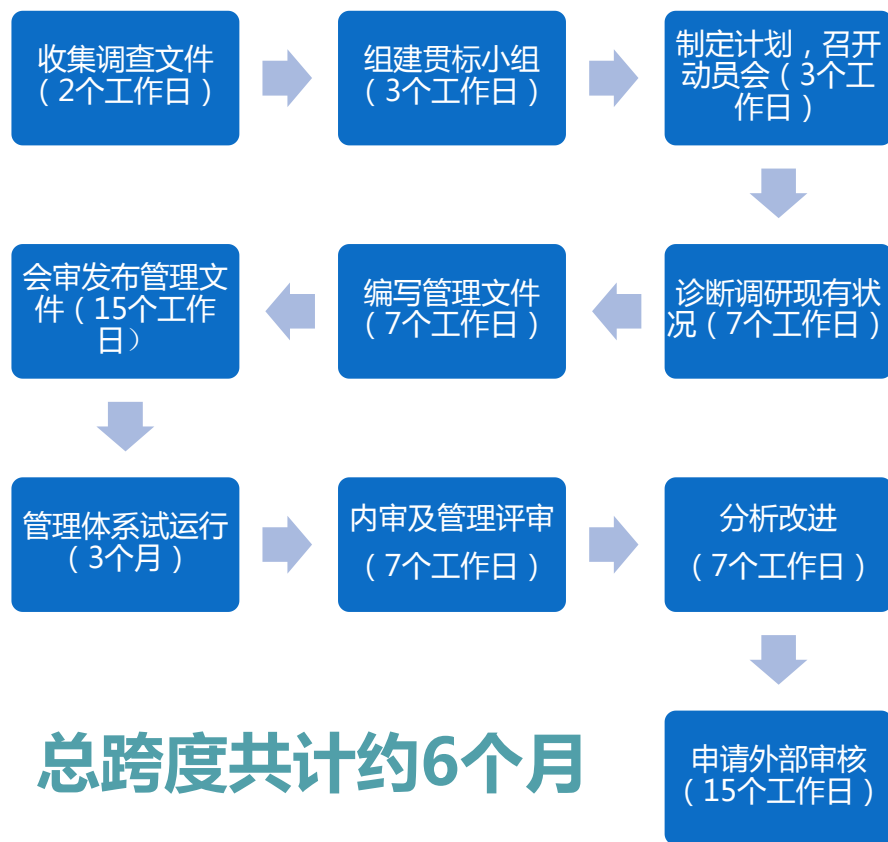 收集调查文件
（2个工作日）
组建贯标小组
（3个工作日）
制定计划，召开
动员会（3个工
作日）
诊断调研现有状
况（7个工作日）
编写管理文件
（7个工作日）
会审发布管理文
件（15个工作
日）
管理体系试运行
（3个月）
内审及管理评审
（7个工作日）
分析改进
（7个工作日）
申请外部审核
（15个工作日）
总跨度共计约6个月